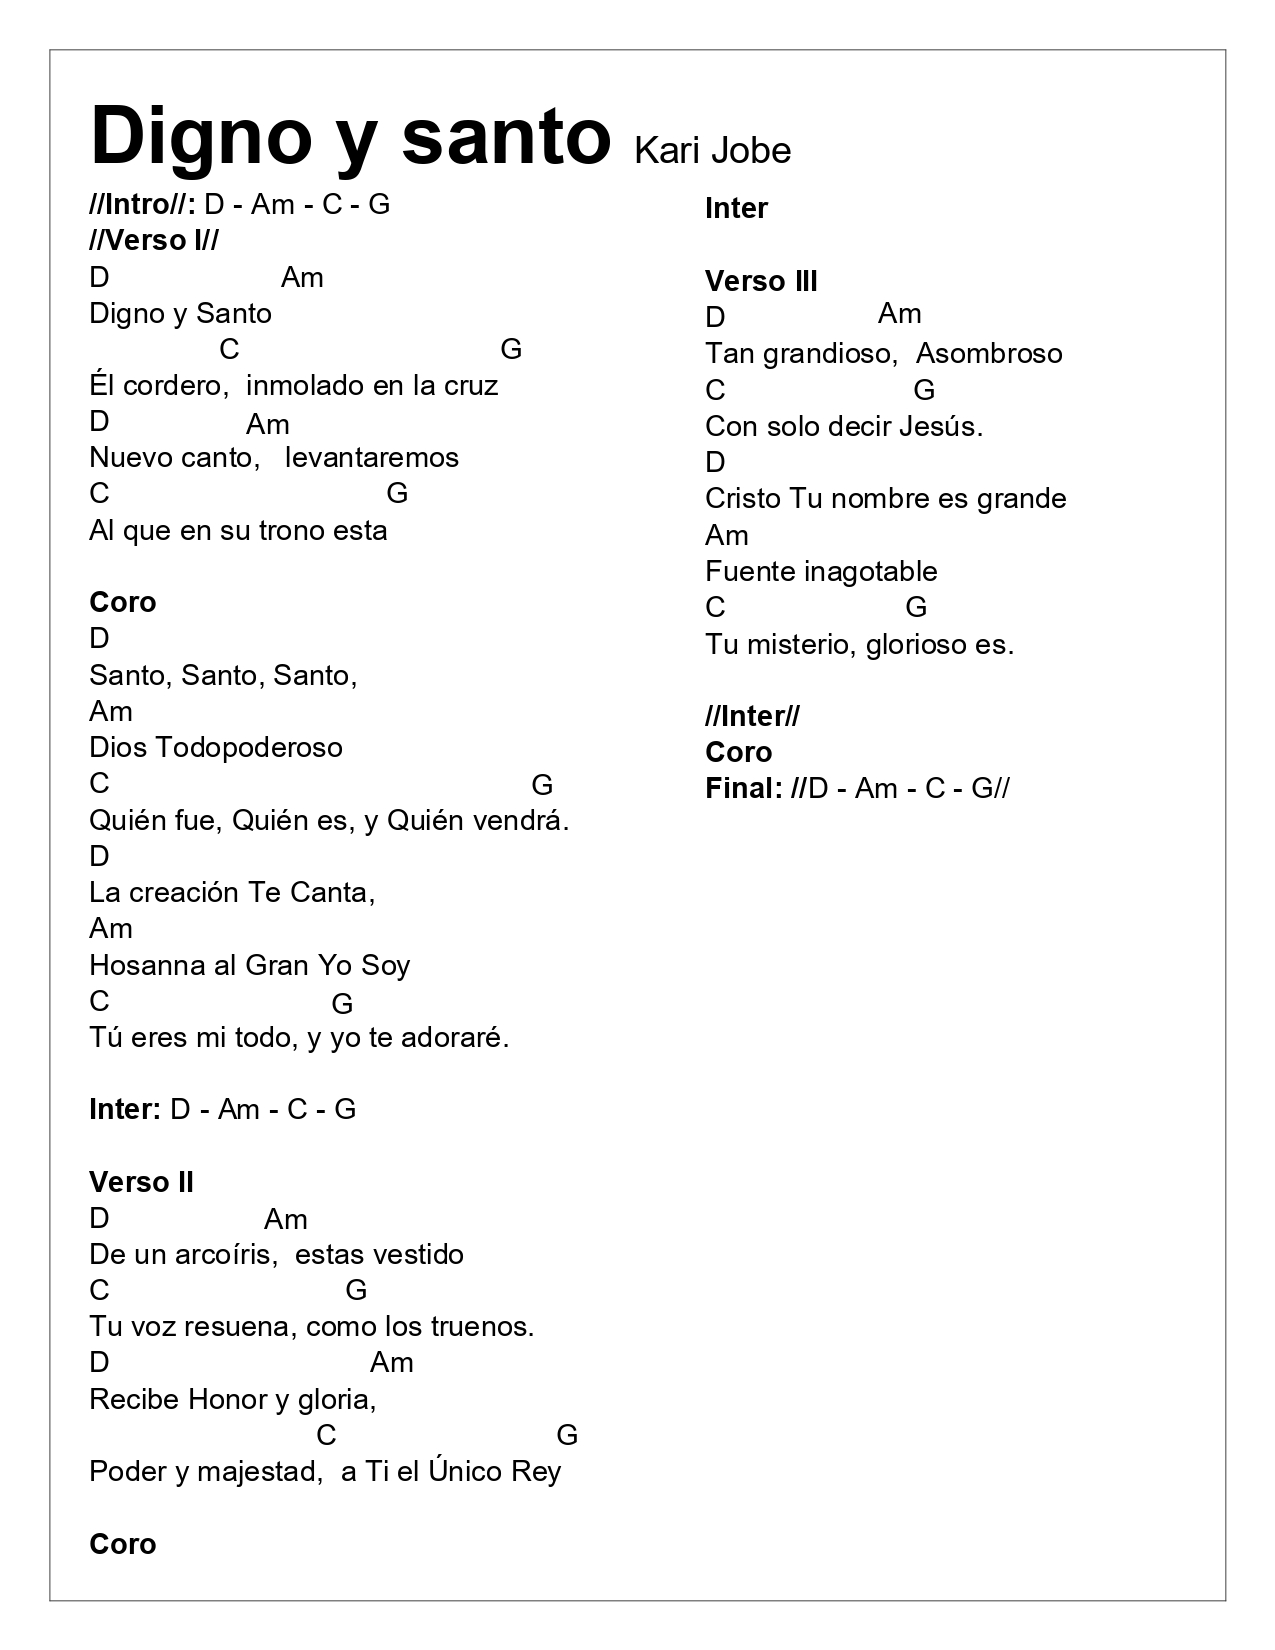 Digno y santo Kari Jobe
//Intro//: D - Am - C - G
//Verso I//
D Am
Digno y Santo
C G
Él cordero, inmolado en la cruz
D Am
Nuevo canto, levantaremos
C G
Al que en su trono esta
Coro
D
Santo, Santo, Santo,
Am
Dios Todopoderoso
C G
Quién fue, Quién es, y Quién vendrá.
D
La creación Te Canta,
Am
Hosanna al Gran Yo Soy
C G
Tú eres mi todo, y yo te adoraré.
Inter: D - Am - C - G
Verso II
D Am
De un arcoíris, estas vestido
C G
Tu voz resuena, como los truenos.
D Am
Recibe Honor y gloria,
C G
Poder y majestad, a Ti el Único Rey
Coro
Inter
Verso III
D Am
Tan grandioso, Asombroso
C G
Con solo decir Jesús.
D
Cristo Tu nombre es grande
Am
Fuente inagotable
C G
Tu misterio, glorioso es.
//Inter//
Coro
Final: //D - Am - C - G//